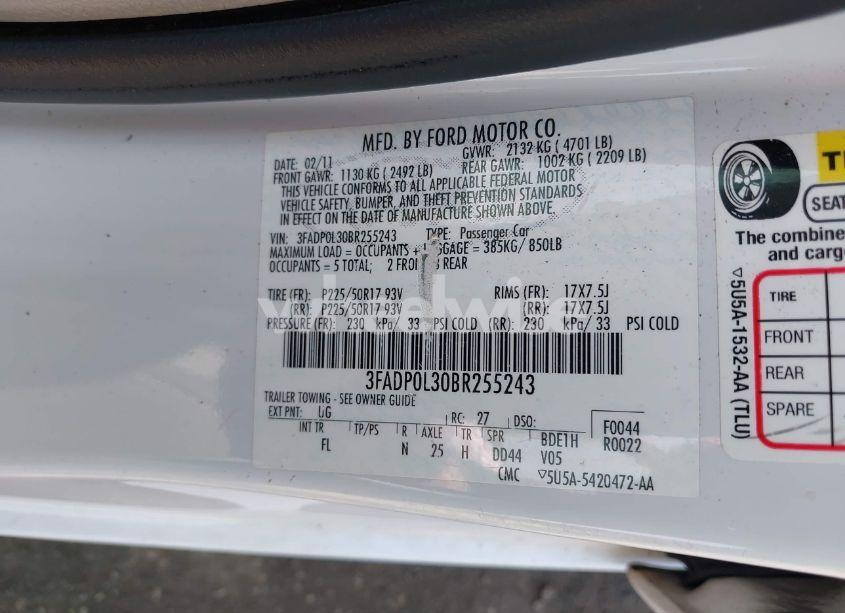 MFD. BY FORD MOTOR CO.
DATE: 02/11 GVWR: 2132 KG ( 4701 LB)
FRONT GAWR: 1130 KG ( 2492 LB) REAR GAWR: 1002 KG ( 2209 LB)
THIS VEHICLE CONFORMS TO ALL APPLICABLE FEDERAL MOTOR
VEHICLE SAFETY, BUMPER, AND THEFT PREVENTION STANDARDS
IN EFFECT ON THE DATE OF MANUFACTURE SHOWN ABOVE
VIN: 3FADP0L30BR255243 TYPE: Passenger Car
MAXIMUM LOAD = OCCUPANTS + LUGGAGE = 385KG/ 850LB
OCCUPANTS = 5 TOTAL; 2 FRONT 3 REAR
TIRE (FR): P225/50R17 93V RIMS (FR): 17X7.5J
(RR): P225/50R17 93V (RR): 17X7.5J
PRESSURE (FR): 230 kPa/ 33 PSI COLD (RR): 230 kPa/ 33 PSI COLD
3FADP0L30BR255243
TRAILER TOWING - SEE OWNER GUIDE
EXT PNT: UG RC: 27 DSO: F0044
INT TR TP/PS R AXLE TR SPR BDE1H R0022
FL N 25 H DD44 V05
CMC ▽5U5A-5420472-AA
▽5U5A-1532-AA (TLU)
SEAT
The combine
and cargo
TIRE
FRONT
REAR
SPARE